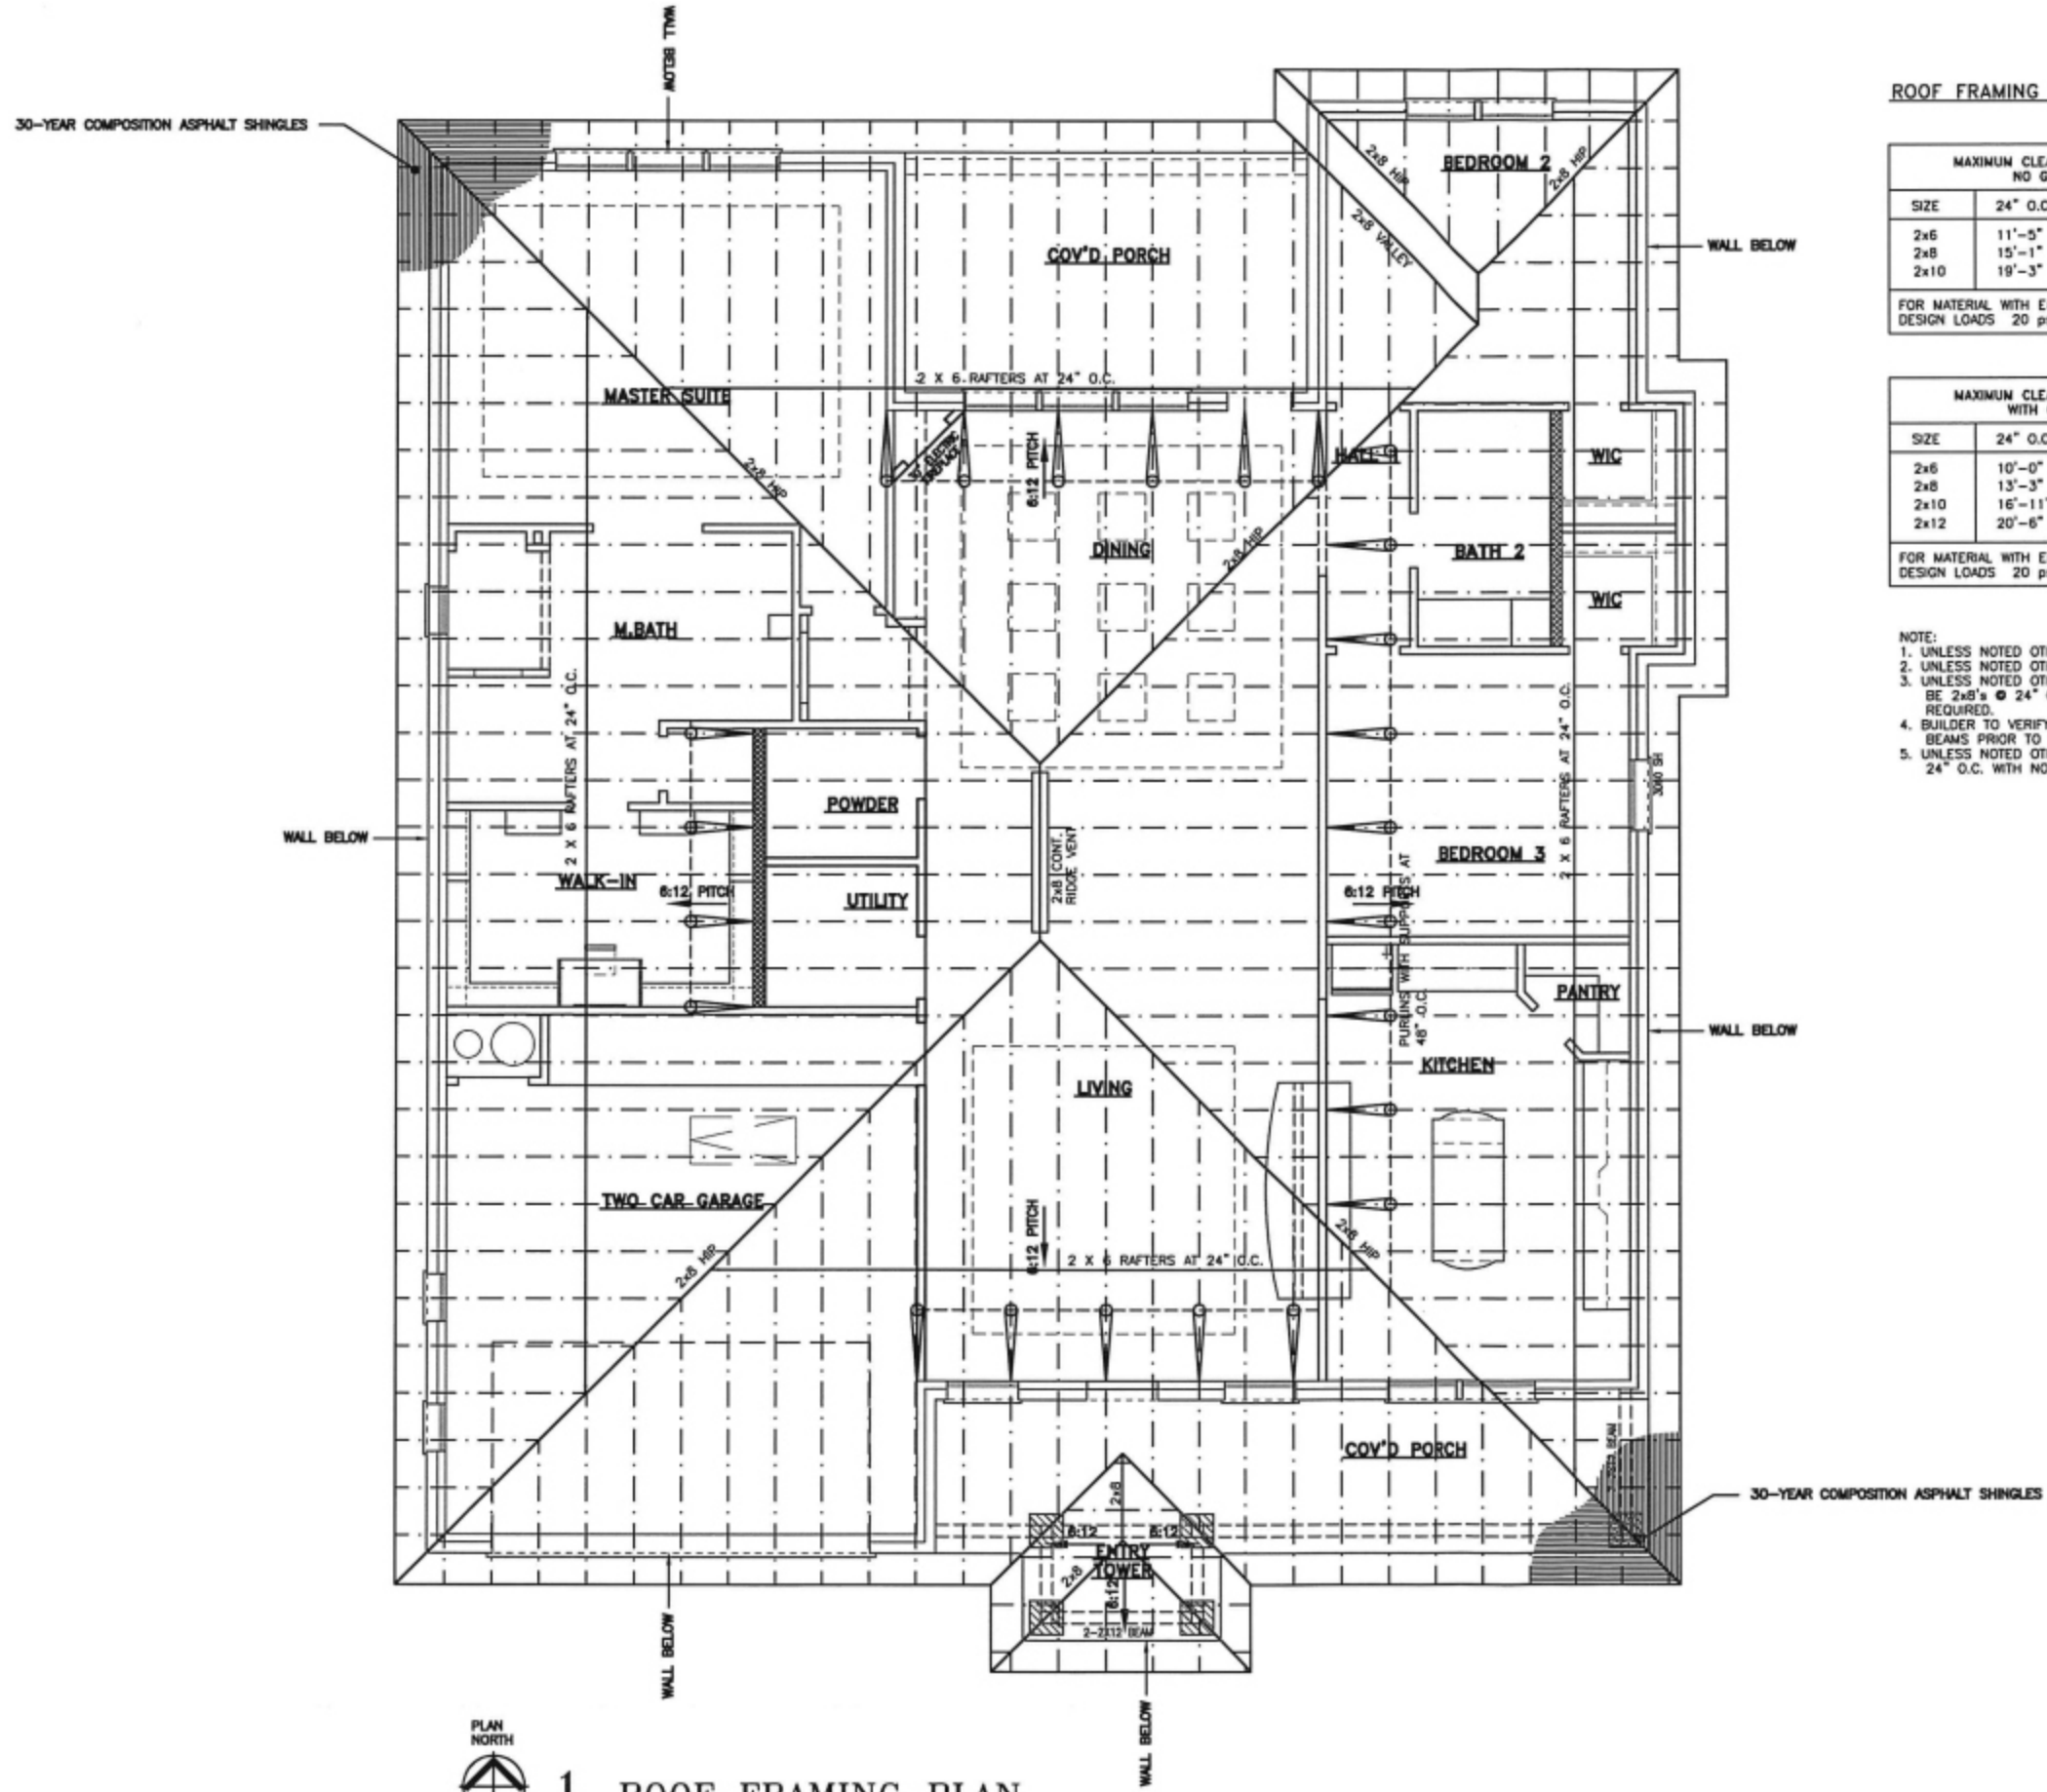 WALL BELOW
30-YEAR COMPOSITION ASPHALT SHINGLES
ROOF FRAMING
MAXIMUM CLEA
NO G
SIZE 24" O.C
2x6 11'-5"
2x8 15'-1"
2x10 19'-3"
FOR MATERIAL WITH E
DESIGN LOADS 20 p
BEDROOM 2
2x8 HIP
2x8 HIP
2x8 VALLEY
COV'D PORCH
WALL BELOW
2 X 6 RAFTERS AT 24" O.C.
MASTER SUITE
MAXIMUM CLEA
WITH
SIZE 24" O.C
2x6 10'-0"
2x8 13'-3"
2x10 16'-11"
2x12 20'-6"
FOR MATERIAL WITH E
DESIGN LOADS 20 p
ELECTRIC
FIREPLACE
6:12 PITCH
HALL 1
WIC
2x8 HIP
DINING
2x8 HIP
BATH 2
WIC
M.BATH
NOTE:
1. UNLESS NOTED OT
2. UNLESS NOTED OT
3. UNLESS NOTED OT
BE 2x8's @ 24"
REQUIRED.
4. BUILDER TO VERIFY
BEAMS PRIOR TO
5. UNLESS NOTED OT
24" O.C. WITH NO
2 X 6 RAFTERS AT 24" O.C.
2 X 6 RAFTERS AT 24" O.C.
3040 SH
POWDER
WALL BELOW
2x8 CONT.
RIDGE VENT
BEDROOM 3
WALK-IN
6:12 PITCH
UTILITY
6:12 PITCH
PURLINS WITH SUPPORTS AT
48" O.C.
PANTRY
WALL BELOW
KITCHEN
LIVING
TWO CAR GARAGE
6:12 PITCH
2x8 HIP
2x8 HIP
2 X 6 RAFTERS AT 24" O.C.
COV'D PORCH
BEAM
2x8
30-YEAR COMPOSITION ASPHALT SHINGLES
6:12
6:12
ENTRY
TOWER
2x8
6:12
2-2X12 BEAM
WALL BELOW
WALL BELOW
PLAN
NORTH
1 ROOF FRAMING PLAN